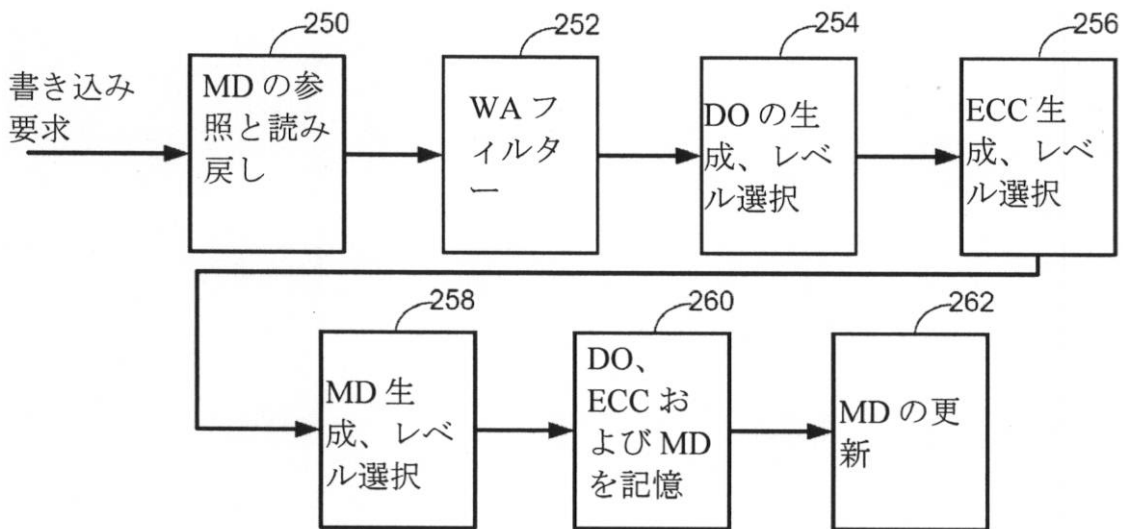 250
252
254
256
書き込み
要求
MD の参
照と読み
戻し
WA フ
ィルタ
ー
DO の生
成、レベ
ル選択
ECC 生
成、レベ
ル選択
258
260
262
MD 生
成、レベ
ル選択
DO、
ECC お
よび MD
を記憶
MD の更
新